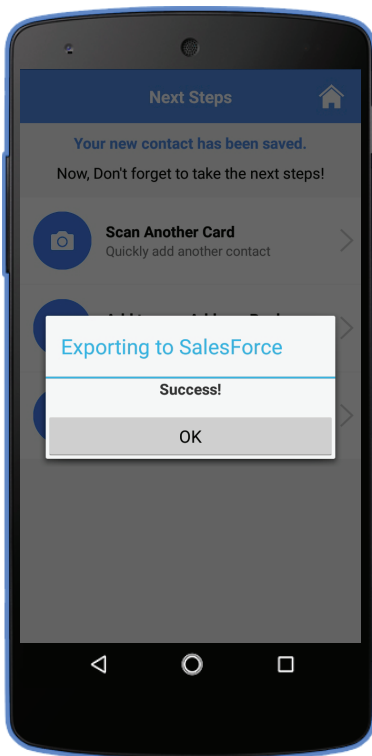 Next Steps
Your new contact has been saved.
Now, Don't forget to take the next steps!
Scan Another Card
Quickly add another contact
Exporting to SalesForce
Success!
OK